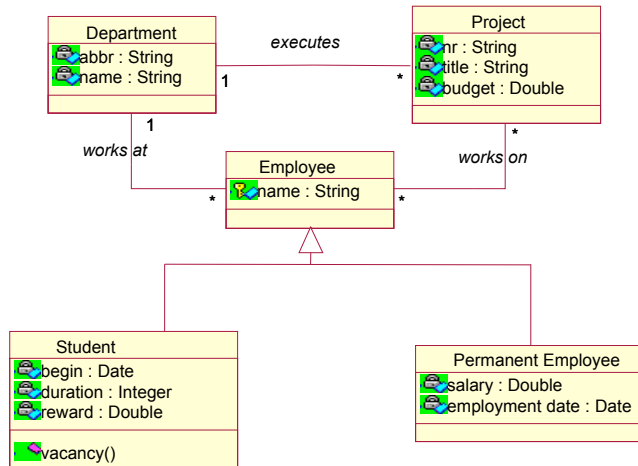 Department
abbr : String
name : String
executes
1
*
Project
nr : String
title : String
budget : Double
1
works at
*
works on
*
Employee
name : String
*
*
Student
begin : Date
duration : Integer
reward : Double
vacancy()
Permanent Employee
salary : Double
employment date : Date